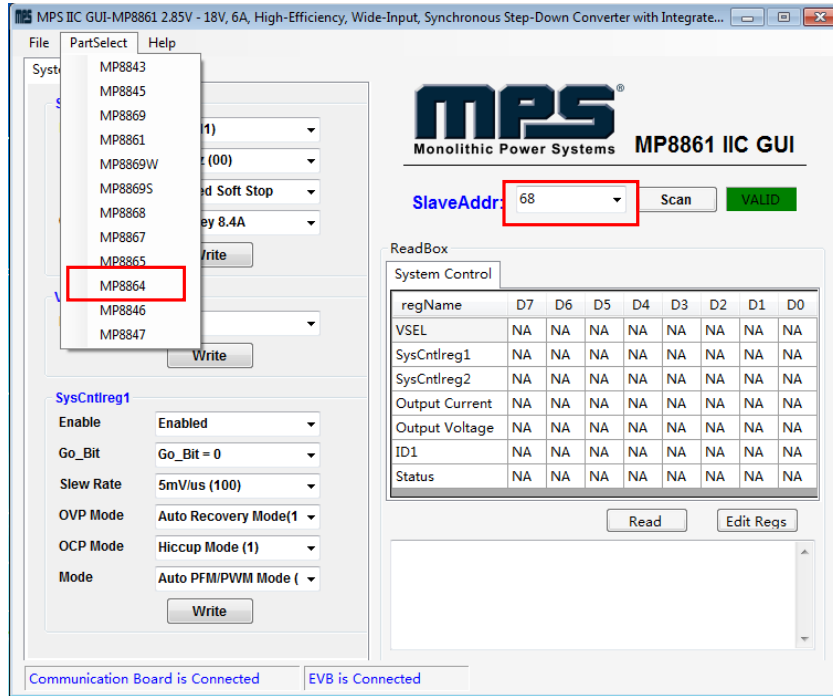 MPS IIC GUI-MP8861 2.85V - 18V, 6A, High-Efficiency, Wide-Input, Synchronous Step-Down Converter with Integrate...
File PartSelect Help
MP8843
MP8845
MP8869
MP8861
MP8869W
MP8869S
MP8868
MP8867
MP8865
MP8864
MP8846
MP8847
Syste
1)
z (00)
ed Soft Stop
ey 8.4A
Write
Write
SysCntlreg1
Enable Enabled
Go_Bit Go_Bit = 0
Slew Rate 5mV/us (100)
OVP Mode Auto Recovery Mode(1
OCP Mode Hiccup Mode (1)
Mode Auto PFM/PWM Mode (
Write
mps®
Monolithic Power Systems MP8861 IIC GUI
SlaveAddr: 68 Scan VALID
ReadBox
System Control
regName D7 D6 D5 D4 D3 D2 D1 D0
VSEL NA NA NA NA NA NA NA NA
SysCntlreg1 NA NA NA NA NA NA NA NA
SysCntlreg2 NA NA NA NA NA NA NA NA
Output Current NA NA NA NA NA NA NA NA
Output Voltage NA NA NA NA NA NA NA NA
ID1 NA NA NA NA NA NA NA NA
Status NA NA NA NA NA NA NA NA
Read Edit Regs
Communication Board is Connected EVB is Connected